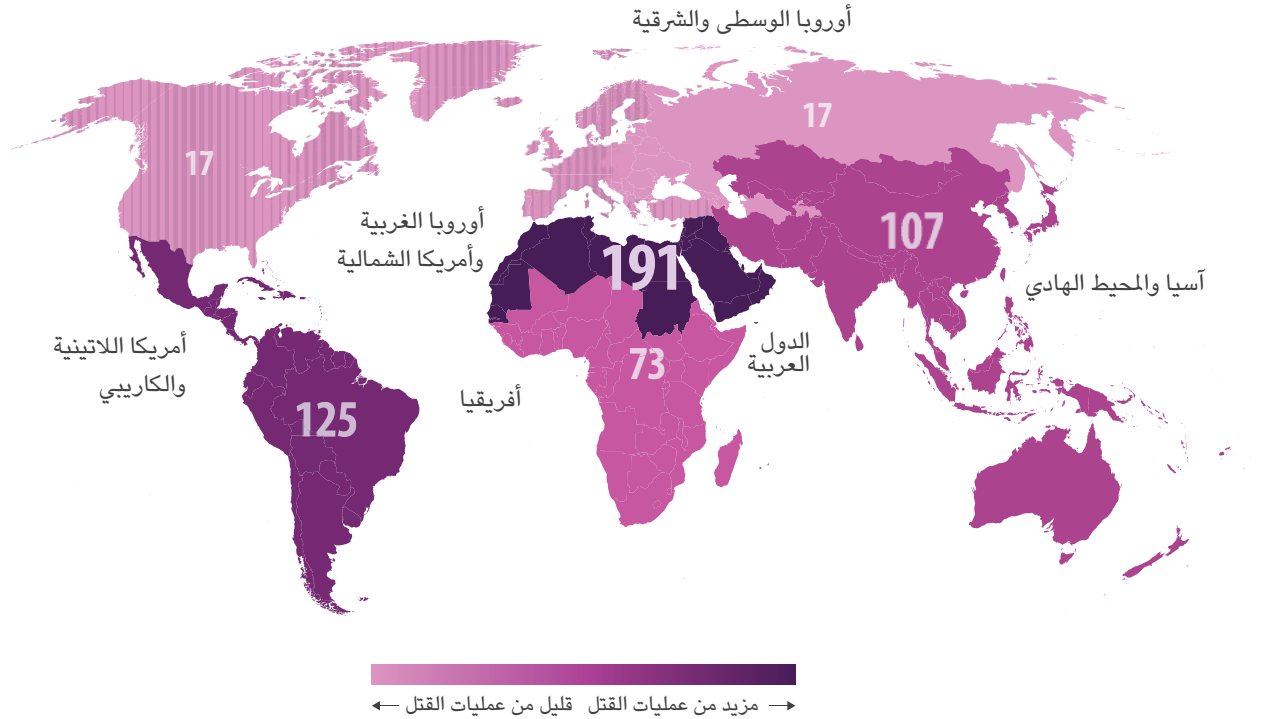 أوروبا الوسطى والشرقية
17
17
أوروبا الغربية
وأمريكا الشمالية
107
191
آسيا والمحيط الهادي
الدول
العربية
أمريكا اللاتينية
والكاريبي
73
أفريقيا
125
مزيد من عمليات القتل
قليل من عمليات القتل